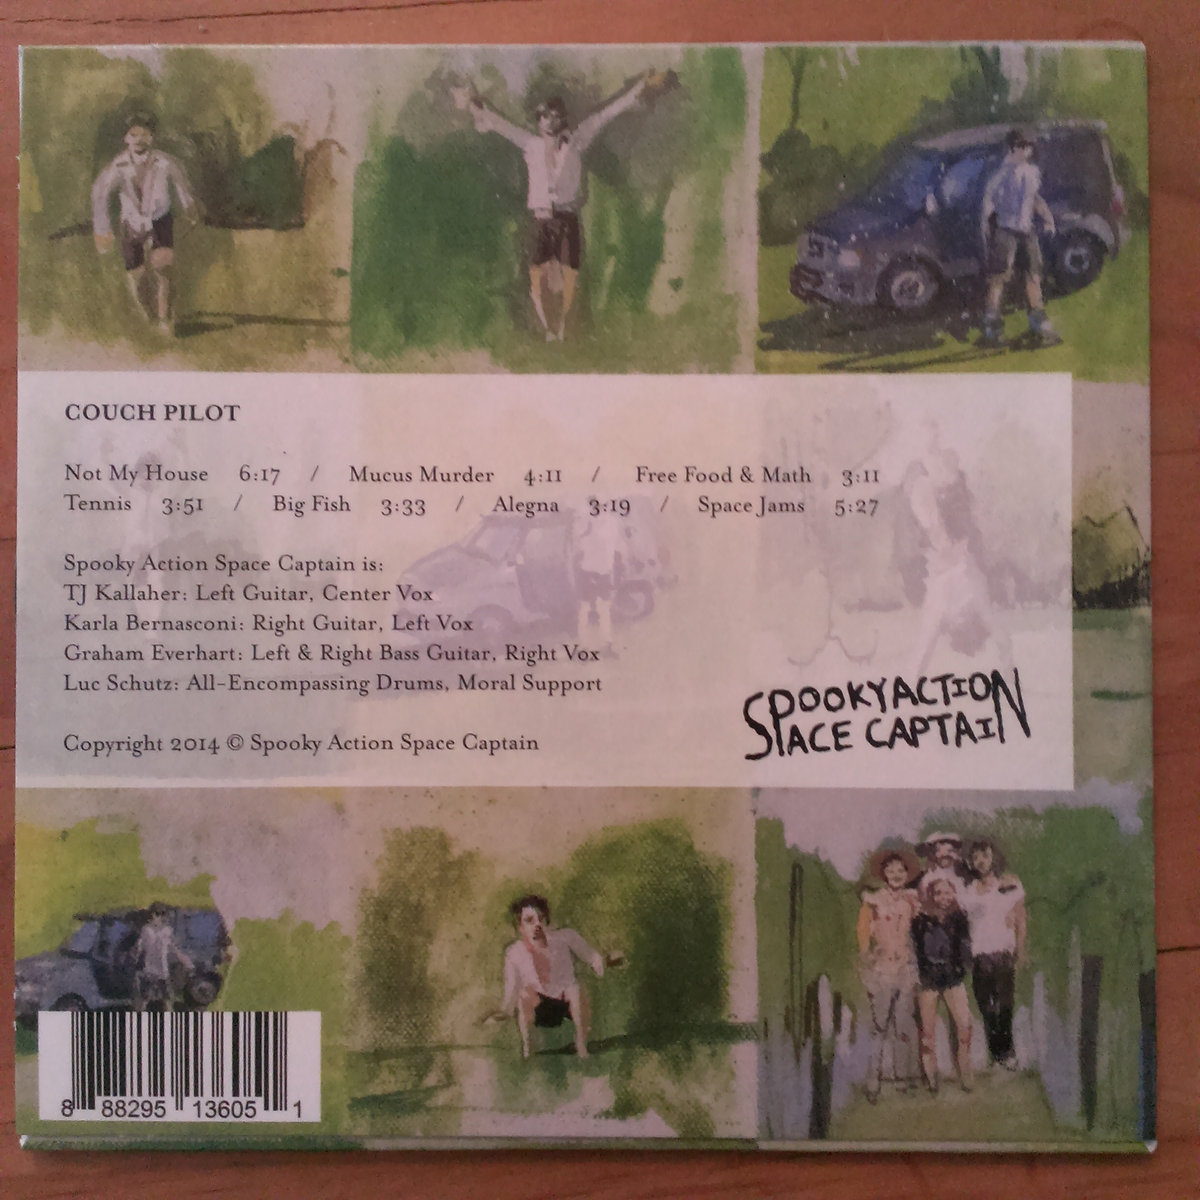 COUCH PILOT
Not My House 6:17 / Mucus Murder 4:11 / Free Food & Math 3:11
Tennis 3:51 / Big Fish 3:33 / Alegna 3:19 / Space Jams 5:27
Spooky Action Space Captain is:
TJ Kallaher: Left Guitar, Center Vox
Karla Bernasconi: Right Guitar, Left Vox
Graham Everhart: Left & Right Bass Guitar, Right Vox
Luc Schutz: All-Encompassing Drums, Moral Support
Copyright 2014 © Spooky Action Space Captain
SPOOKY ACTION
SPACE CAPTAIN
8 88295 13605 1